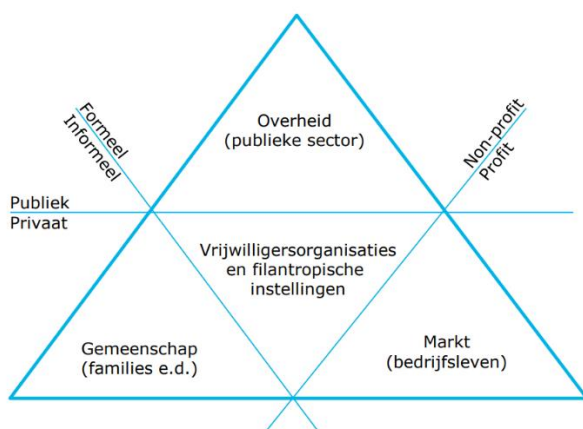 Overheid
(publieke sector)
Formeel
Informeel
Non-profit
Profit
Publiek
Privaat
Vrijwilligersorganisaties
en filantropische
instellingen
Gemeenschap
(families e.d.)
Markt
(bedrijfsleven)